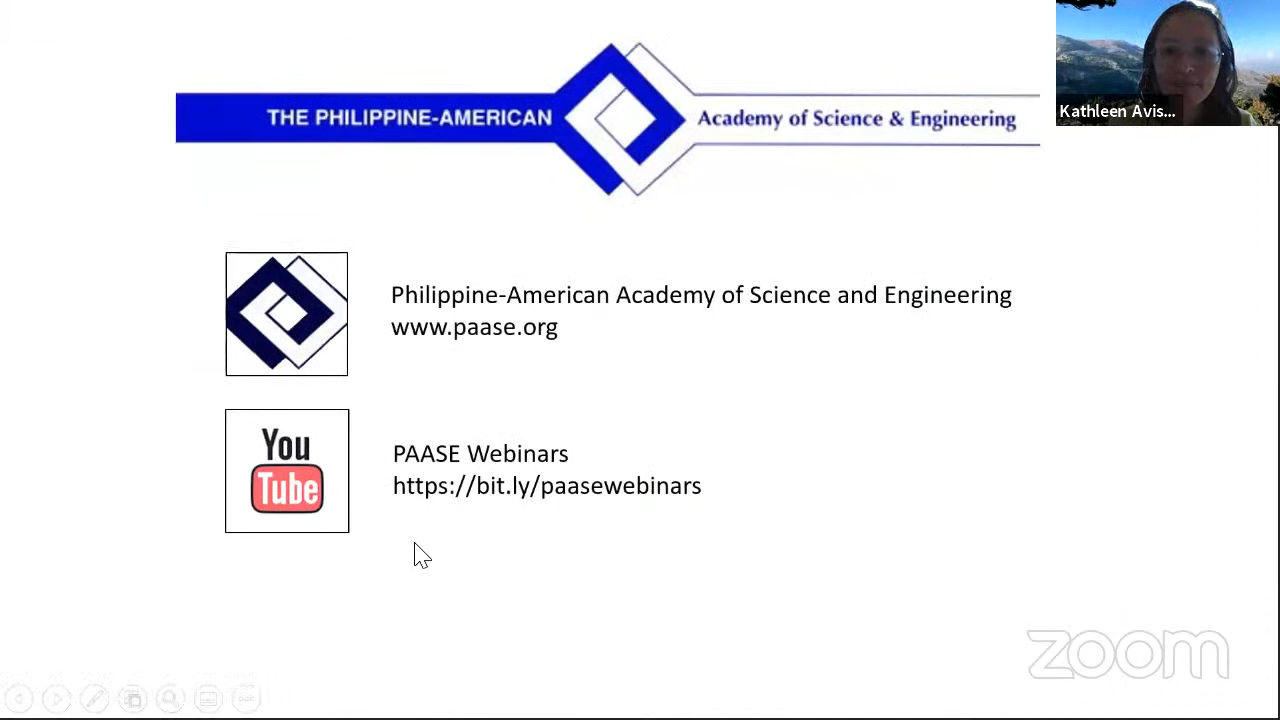 THE PHILIPPINE-AMERICAN Academy of Science & Engineering
Kathleen Avis...
Philippine-American Academy of Science and Engineering
www.paase.org
You
Tube
PAASE Webinars
https://bit.ly/paasewebinars
zoom